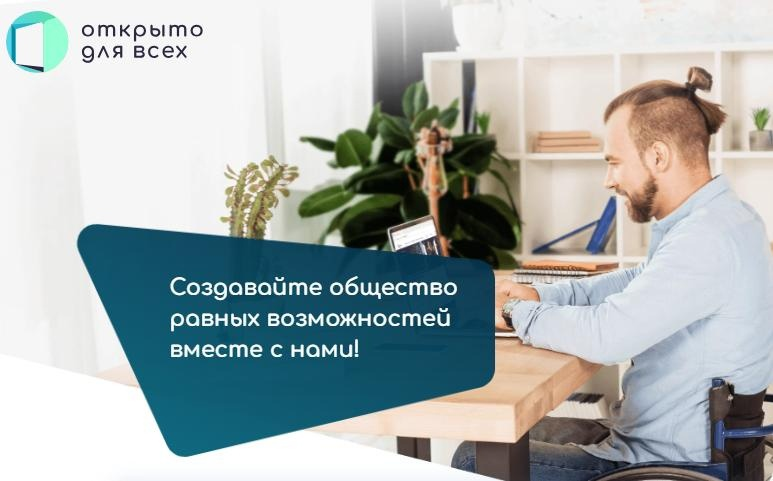 открыто
для всех
Создавайте общество
равных возможностей
вместе с нами!